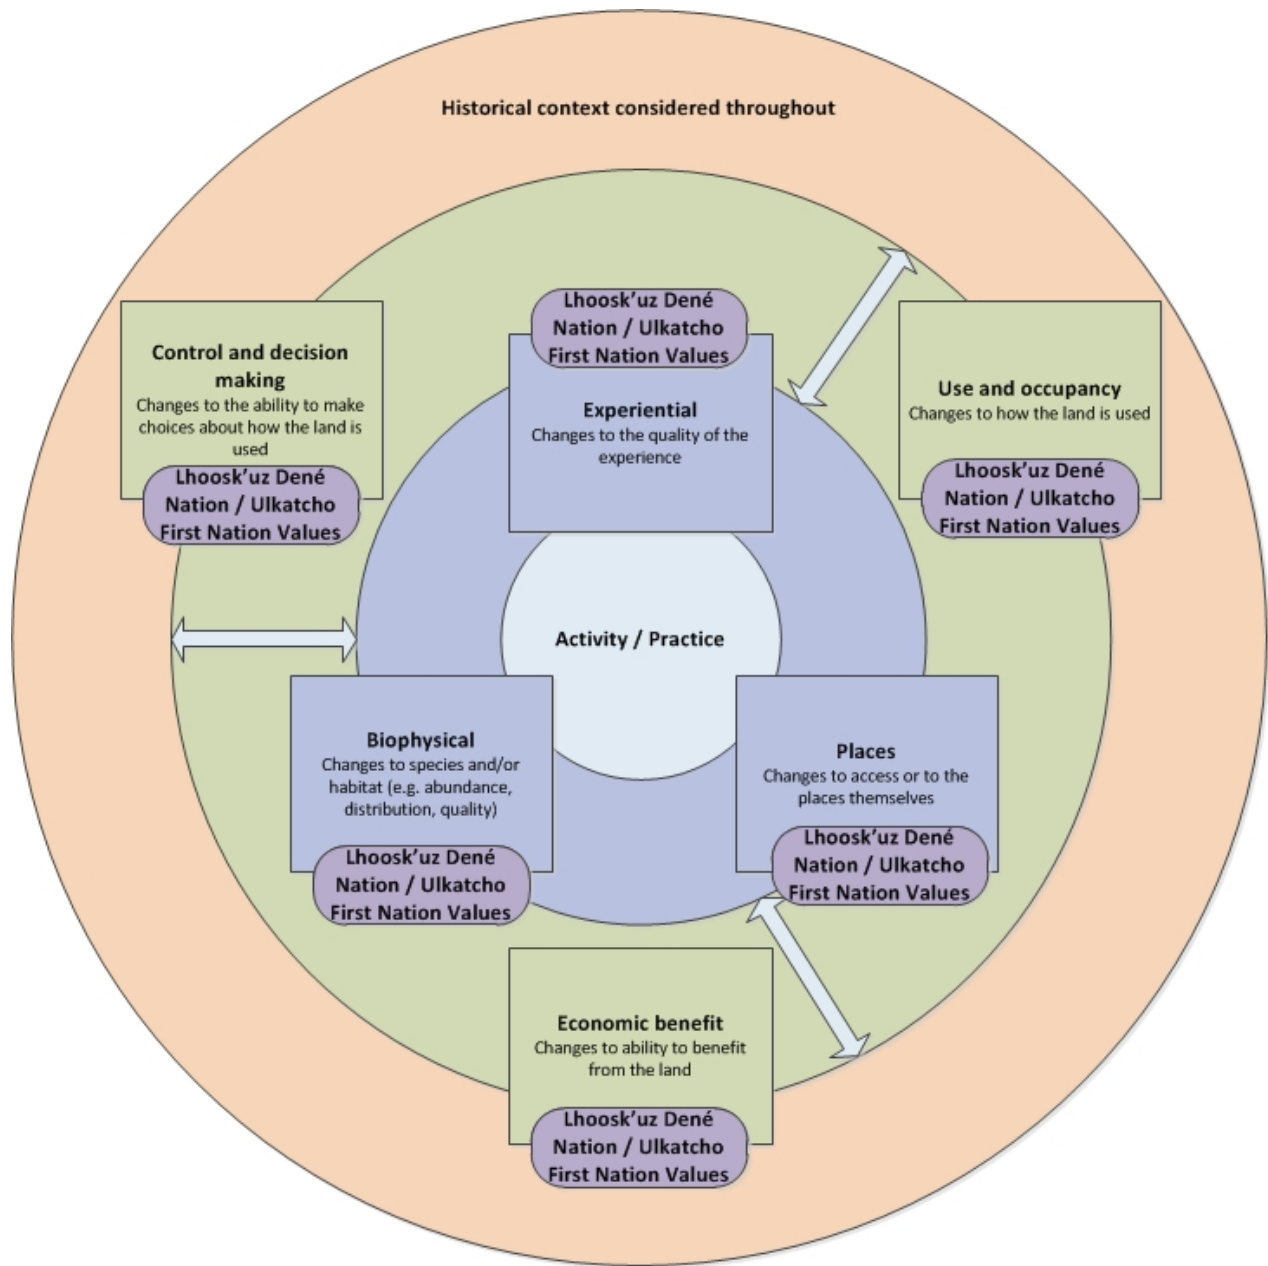 Historical context considered throughout
Control and decision
making
Changes to the ability to make
choices about how the land is
used
Lhoosk’uz Dené
Nation / Ulkatcho
First Nation Values
Lhoosk’uz Dené
Nation / Ulkatcho
First Nation Values
Experiential
Changes to the quality of the
experience
Use and occupancy
Changes to how the land is used
Lhoosk’uz Dené
Nation / Ulkatcho
First Nation Values
Activity / Practice
Biophysical
Changes to species and/or
habitat (e.g. abundance,
distribution, quality)
Lhoosk’uz Dené
Nation / Ulkatcho
First Nation Values
Places
Changes to access or to the
places themselves
Lhoosk’uz Dené
Nation / Ulkatcho
First Nation Values
Economic benefit
Changes to ability to benefit
from the land
Lhoosk’uz Dené
Nation / Ulkatcho
First Nation Values